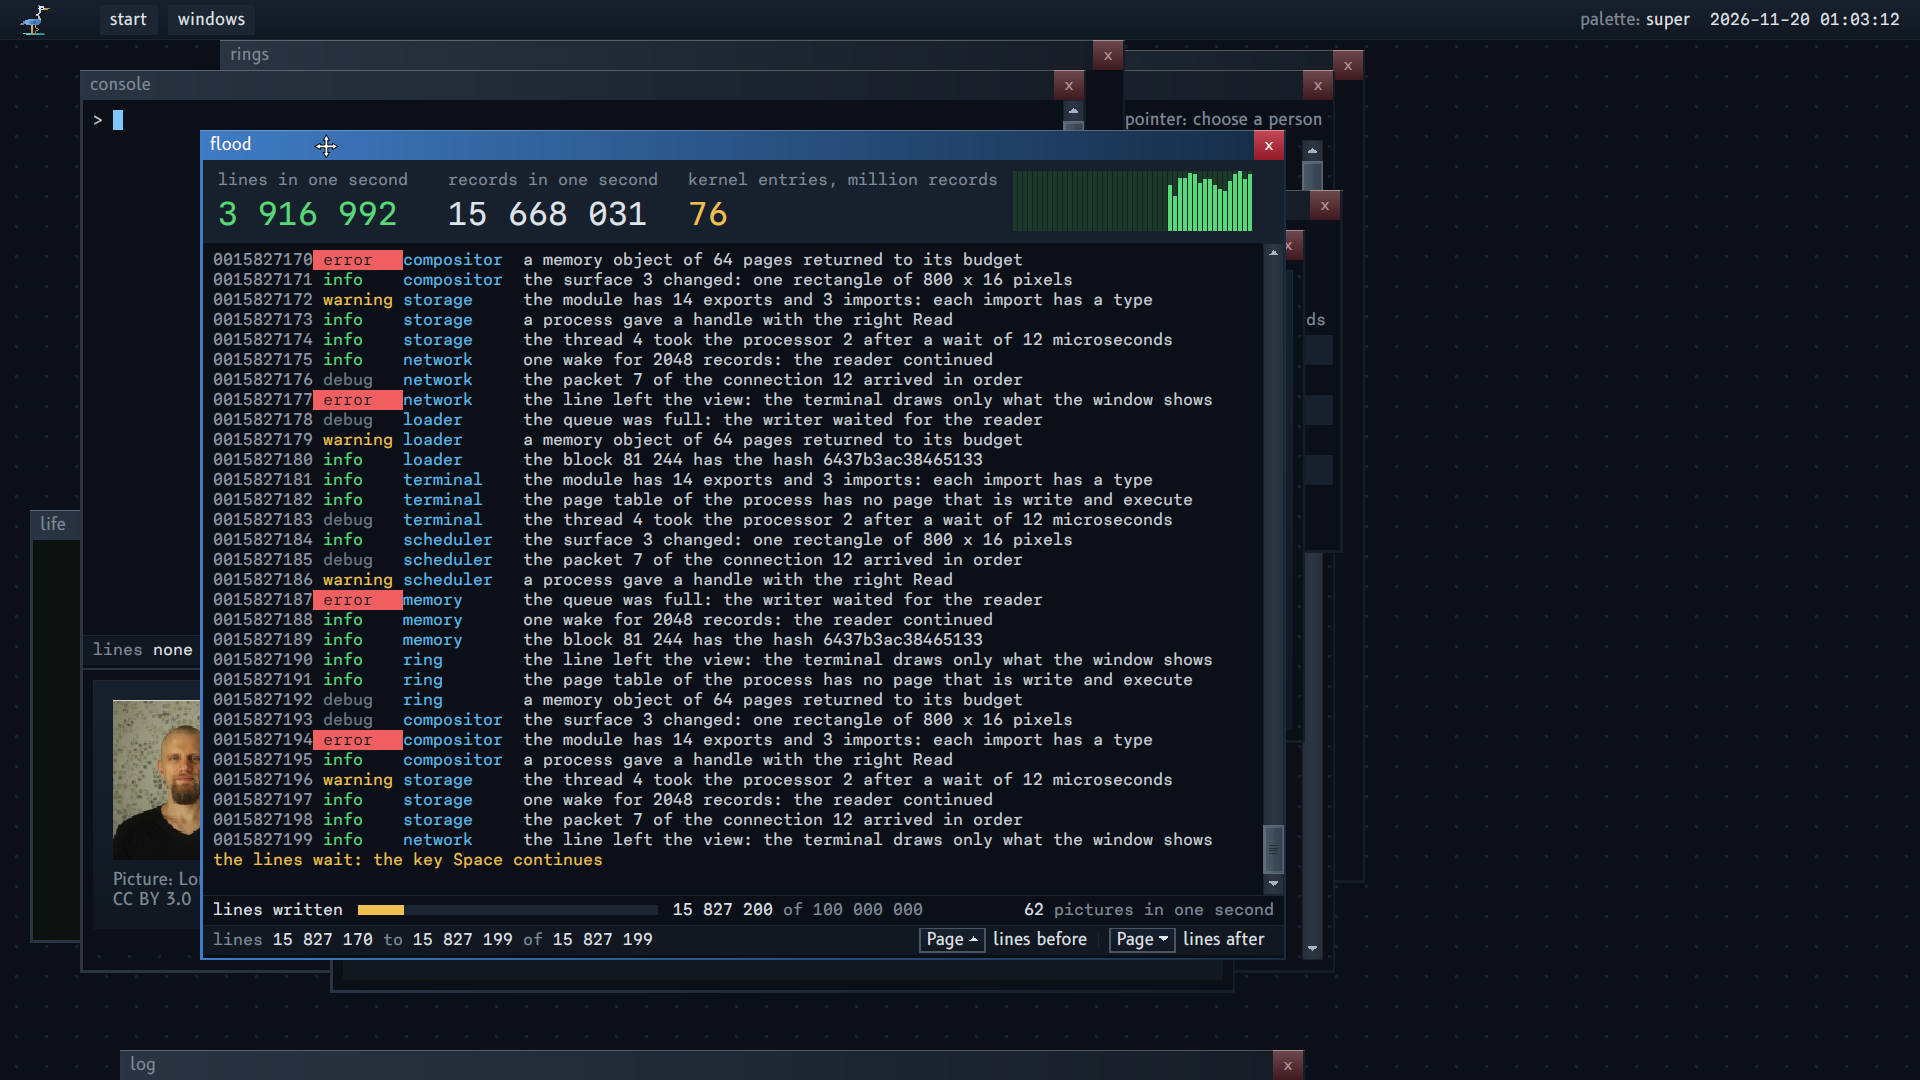 start windows palette: super 2026-11-20 01:03:12
rings x
x
console x
x
> pointer: choose a person
flood x
lines in one second records in one second kernel entries, million records
3 916 992 15 668 031 76
x
x
ds
0015827170 error compositor a memory object of 64 pages returned to its budget
0015827171 info compositor the surface 3 changed: one rectangle of 800 x 16 pixels
0015827172 warning storage the module has 14 exports and 3 imports: each import has a type
0015827173 info storage a process gave a handle with the right Read
0015827174 info storage the thread 4 took the processor 2 after a wait of 12 microseconds
0015827175 info network one wake for 2048 records: the reader continued
0015827176 debug network the packet 7 of the connection 12 arrived in order
0015827177 error network the line left the view: the terminal draws only what the window shows
0015827178 debug loader the queue was full: the writer waited for the reader
0015827179 warning loader a memory object of 64 pages returned to its budget
0015827180 info loader the block 81 244 has the hash 6437b3ac38465133
0015827181 info terminal the module has 14 exports and 3 imports: each import has a type
0015827182 info terminal the page table of the process has no page that is write and execute
0015827183 debug terminal the thread 4 took the processor 2 after a wait of 12 microseconds
0015827184 info scheduler the surface 3 changed: one rectangle of 800 x 16 pixels
0015827185 debug scheduler the packet 7 of the connection 12 arrived in order
0015827186 warning scheduler a process gave a handle with the right Read
0015827187 error memory the queue was full: the writer waited for the reader
0015827188 info memory one wake for 2048 records: the reader continued
0015827189 info memory the block 81 244 has the hash 6437b3ac38465133
0015827190 info ring the line left the view: the terminal draws only what the window shows
0015827191 info ring the page table of the process has no page that is write and execute
0015827192 debug ring a memory object of 64 pages returned to its budget
0015827193 debug compositor the surface 3 changed: one rectangle of 800 x 16 pixels
0015827194 error compositor the module has 14 exports and 3 imports: each import has a type
0015827195 info compositor a process gave a handle with the right Read
0015827196 warning storage the thread 4 took the processor 2 after a wait of 12 microseconds
0015827197 info storage one wake for 2048 records: the reader continued
0015827198 info storage the packet 7 of the connection 12 arrived in order
0015827199 info network the line left the view: the terminal draws only what the window shows
the lines wait: the key Space continues
lines written 15 827 200 of 100 000 000 62 pictures in one second
lines 15 827 170 to 15 827 199 of 15 827 199 Page lines before Page lines after
life
lines none
Picture: Lo
CC BY 3.0
log x